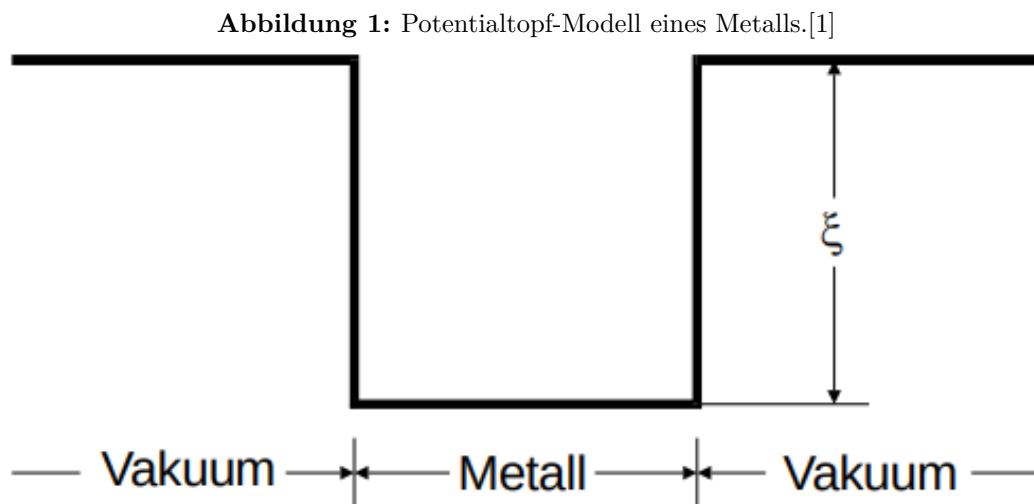 Abbildung 1: Potentialtopf-Modell eines Metalls.[1]
ξ
Vakuum Metall Vakuum